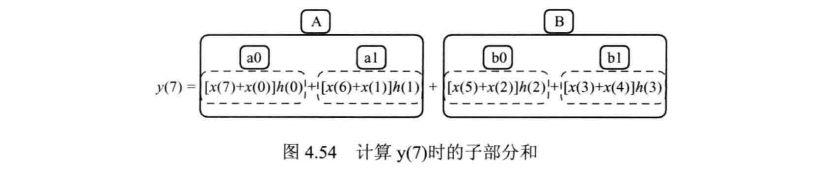 A B
a0 a1 b0 b1
y(7) = [x(7)+x(0)]h(0)+[x(6)+x(1)]h(1) + [x(5)+x(2)]h(2)+[x(3)+x(4)]h(3)
图 4.54 计算 y(7)时的子部分和